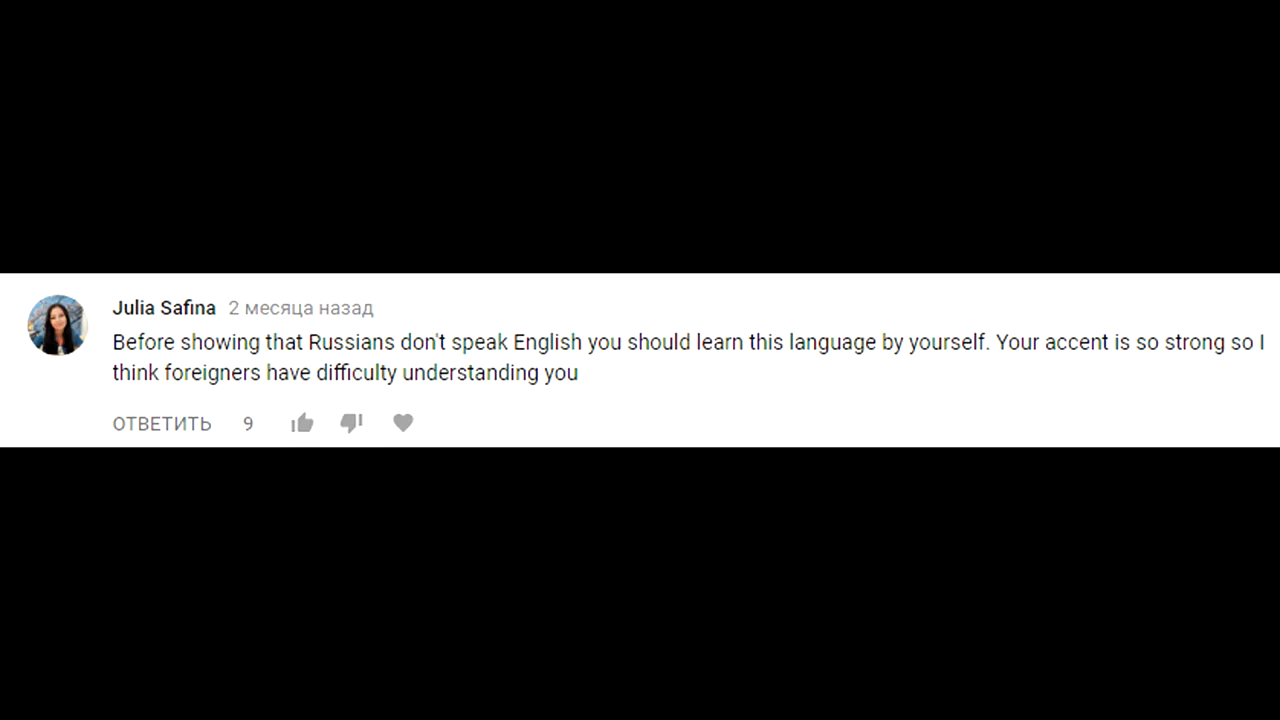 Julia Safina 2 месяца назад
Before showing that Russians don't speak English you should learn this language by yourself. Your accent is so strong so I
think foreigners have difficulty understanding you
ОТВЕТИТЬ 9